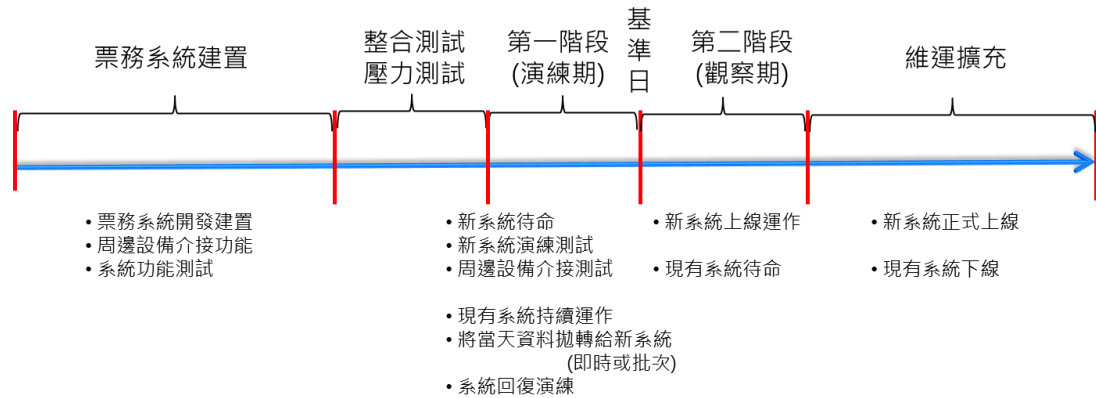 票務系統建置
整合測試
壓力測試
第一階段
(演練期)
基
準
日
第二階段
(觀察期)
維運擴充
• 票務系統開發建置
• 周邊設備介接功能
• 系統功能測試
• 新系統待命
• 新系統演練測試
• 周邊設備介接測試
• 現有系統持續運作
• 將當天資料拋轉給新系統
(即時或批次)
• 系統回復演練
• 新系統上線運作
• 現有系統待命
• 新系統正式上線
• 現有系統下線